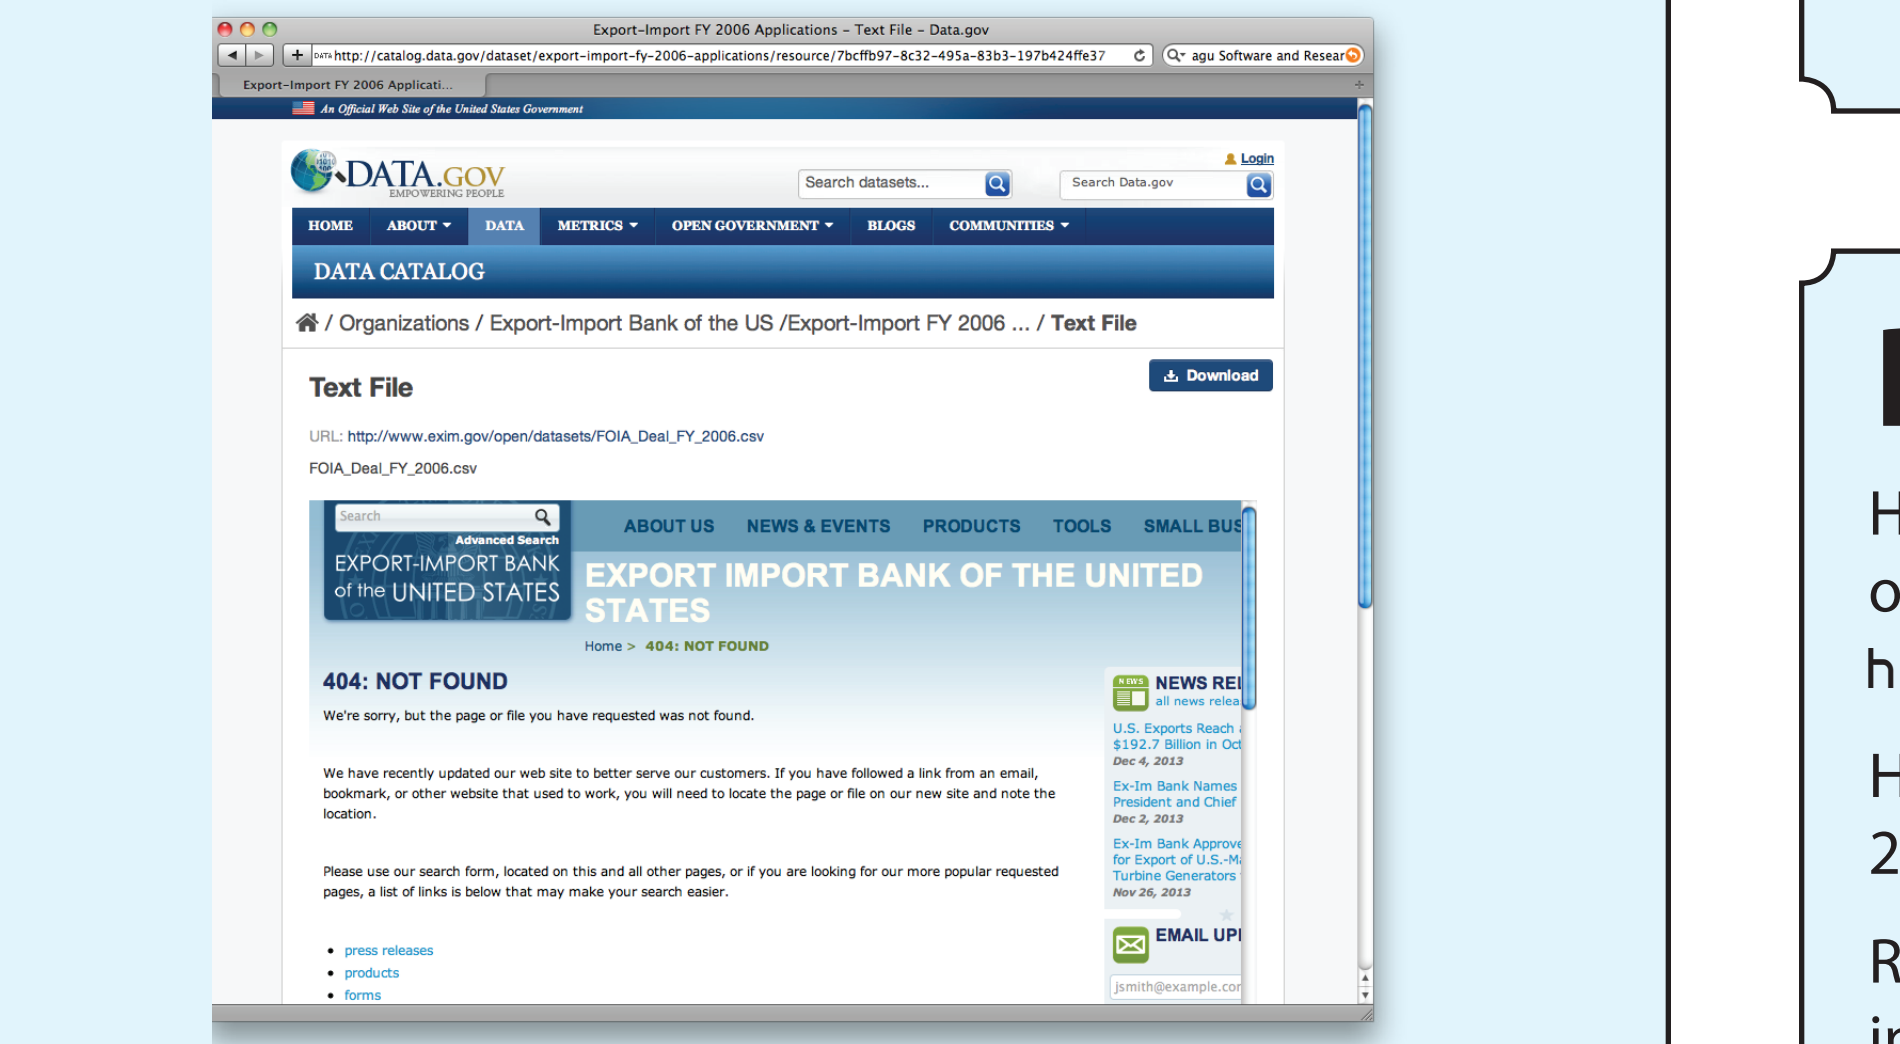 Export-Import FY 2006 Applications – Text File – Data.gov
http://catalog.data.gov/dataset/export-import-fy-2006-applications/resource/7bcffb97-8c32-495a-83b3-197b424ffe37
agu Software and Resear
Export-Import FY 2006 Applicati...
An Official Web Site of the United States Government
DATA.GOV
EMPOWERING PEOPLE
Login
Search datasets...
Search Data.gov
HOME ABOUT DATA METRICS OPEN GOVERNMENT BLOGS COMMUNITIES
DATA CATALOG
/ Organizations / Export-Import Bank of the US /Export-Import FY 2006 ... / Text File
Download
Text File
URL: http://www.exim.gov/open/datasets/FOIA_Deal_FY_2006.csv
FOIA_Deal_FY_2006.csv
Search
Advanced Search
EXPORT-IMPORT BANK
of the UNITED STATES
ABOUT US NEWS & EVENTS PRODUCTS TOOLS SMALL BUS
EXPORT IMPORT BANK OF THE UNITED
STATES
Home > 404: NOT FOUND
404: NOT FOUND
We're sorry, but the page or file you have requested was not found.
We have recently updated our web site to better serve our customers. If you have followed a link from an email,
bookmark, or other website that used to work, you will need to locate the page or file on our new site and note the
location.
Please use our search form, located on this and all other pages, or if you are looking for our more popular requested
pages, a list of links is below that may make your search easier.
• press releases
• products
• forms
NEWS
NEWS REL
all news relea
U.S. Exports Reach
$192.7 Billion in Oct
Dec 4, 2013
Ex-Im Bank Names
President and Chief
Dec 2, 2013
Ex-Im Bank Approve
for Export of U.S.-Ma
Turbine Generators
Nov 26, 2013
EMAIL UP
jsmith@example.cor
H
o
h
H
2
R
in